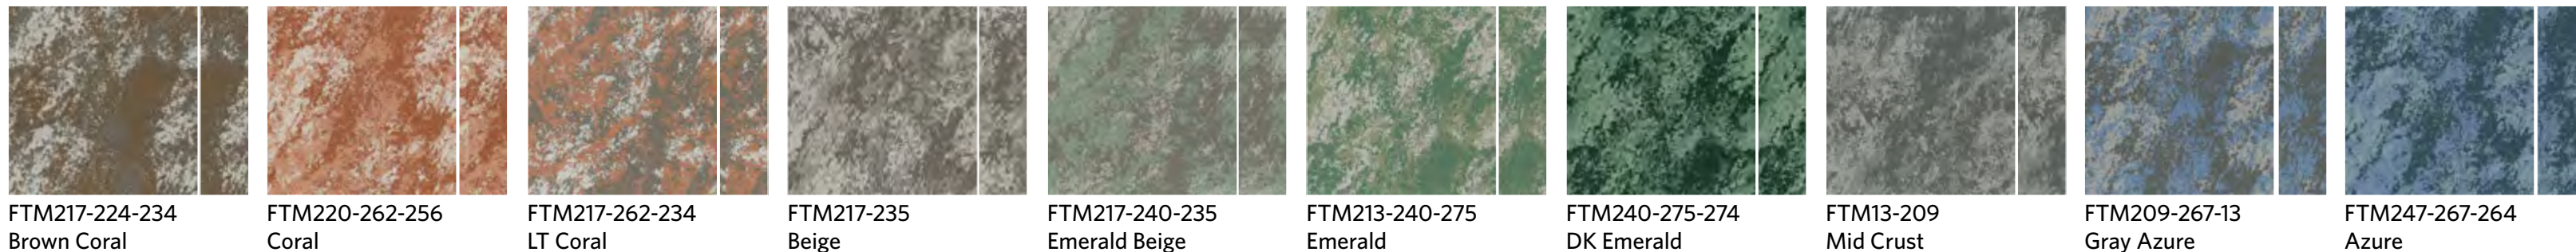 FTM217-224-234
Brown Coral
FTM220-262-256
Coral
FTM217-262-234
LT Coral
FTM217-235
Beige
FTM217-240-235
Emerald Beige
FTM213-240-275
Emerald
FTM240-275-274
DK Emerald
FTM13-209
Mid Crust
FTM209-267-13
Gray Azure
FTM247-267-264
Azure